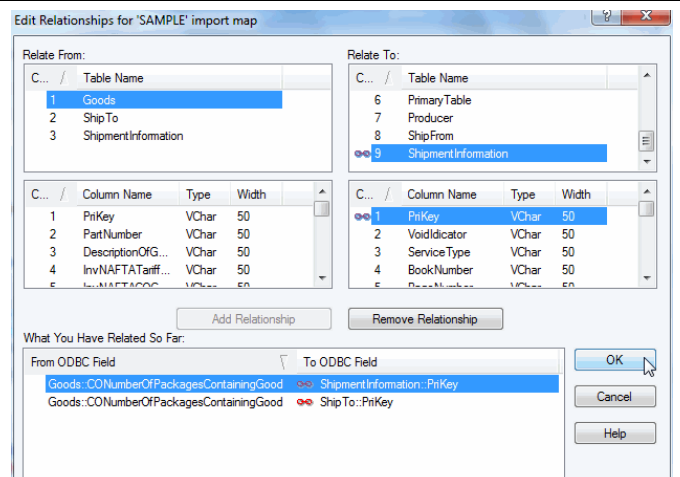 Edit Relationships for 'SAMPLE' import map
Relate From:
Relate To:
C... Table Name
1 Goods
2 ShipTo
3 ShipmentInformation
C... Table Name
6 PrimaryTable
7 Producer
8 ShipFrom
9 ShipmentInformation
C... Column Name Type Width
1 PriKey VChar 50
2 PartNumber VChar 50
3 DescriptionOfG... VChar 50
4 InvNAFTATariff... VChar 50
C... Column Name Type Width
1 PriKey VChar 50
2 VoidIdicator VChar 50
3 ServiceType VChar 50
4 BookNumber VChar 50
Add Relationship
Remove Relationship
What You Have Related So Far:
From ODBC Field To ODBC Field
Goods::CONumberOfPackagesContainingGood ShipmentInformation::PriKey
Goods::CONumberOfPackagesContainingGood ShipTo::PriKey
OK
Cancel
Help